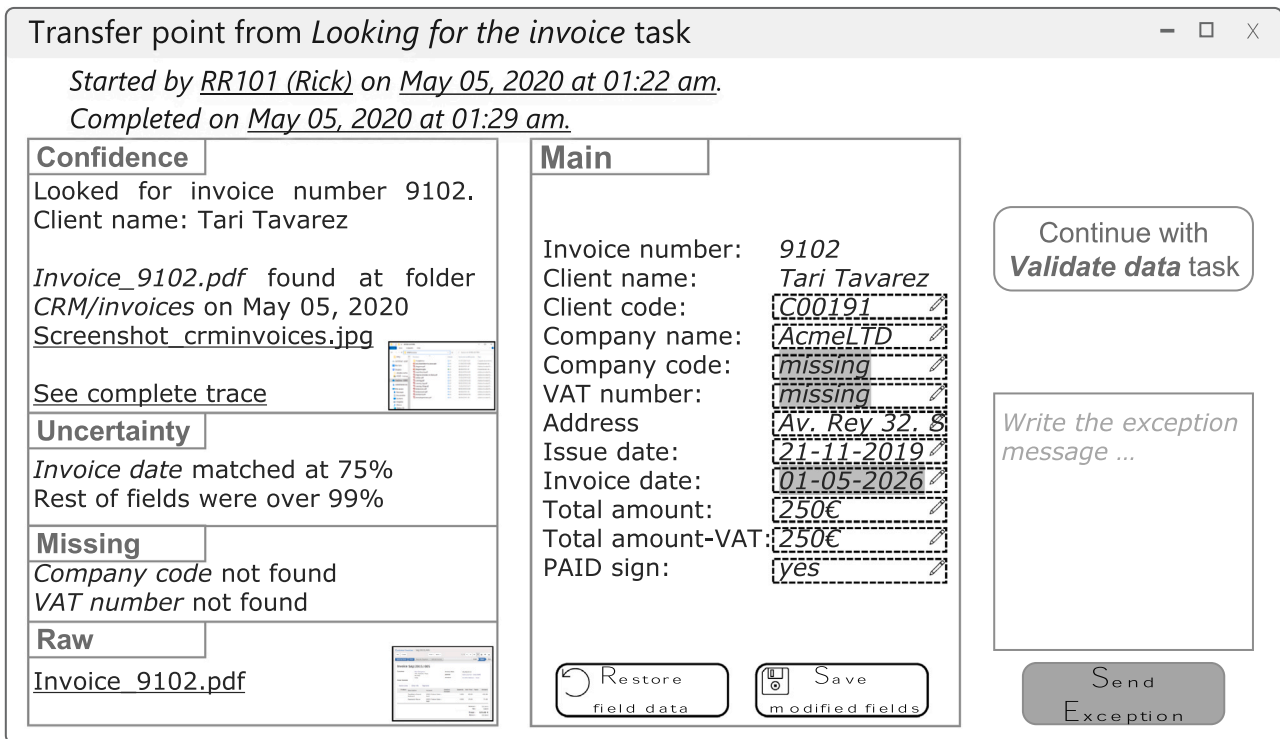 Transfer point from Looking for the invoice task
Started by RR101 (Rick) on May 05, 2020 at 01:22 am.
Completed on May 05, 2020 at 01:29 am.
Confidence
Looked for invoice number 9102.
Client name: Tari Tavarez
Invoice_9102.pdf found at folder
CRM/invoices on May 05, 2020
Screenshot_crminvoices.jpg
See complete trace
Uncertainty
Invoice date matched at 75%
Rest of fields were over 99%
Missing
Company code not found
VAT number not found
Raw
Invoice_9102.pdf
Main
Invoice number: 9102
Client name: Tari Tavarez
Client code: C00191
Company name: AcmeLTD
Company code: missing
VAT number: missing
Address Av. Rey 32. S
Issue date: 21-11-2019
Invoice date: 01-05-2026
Total amount: 250€
Total amount-VAT: 250€
PAID sign: yes
Restore
field data
Save
modified fields
Continue with
Validate data task
Write the exception
message ...
Send
Exception